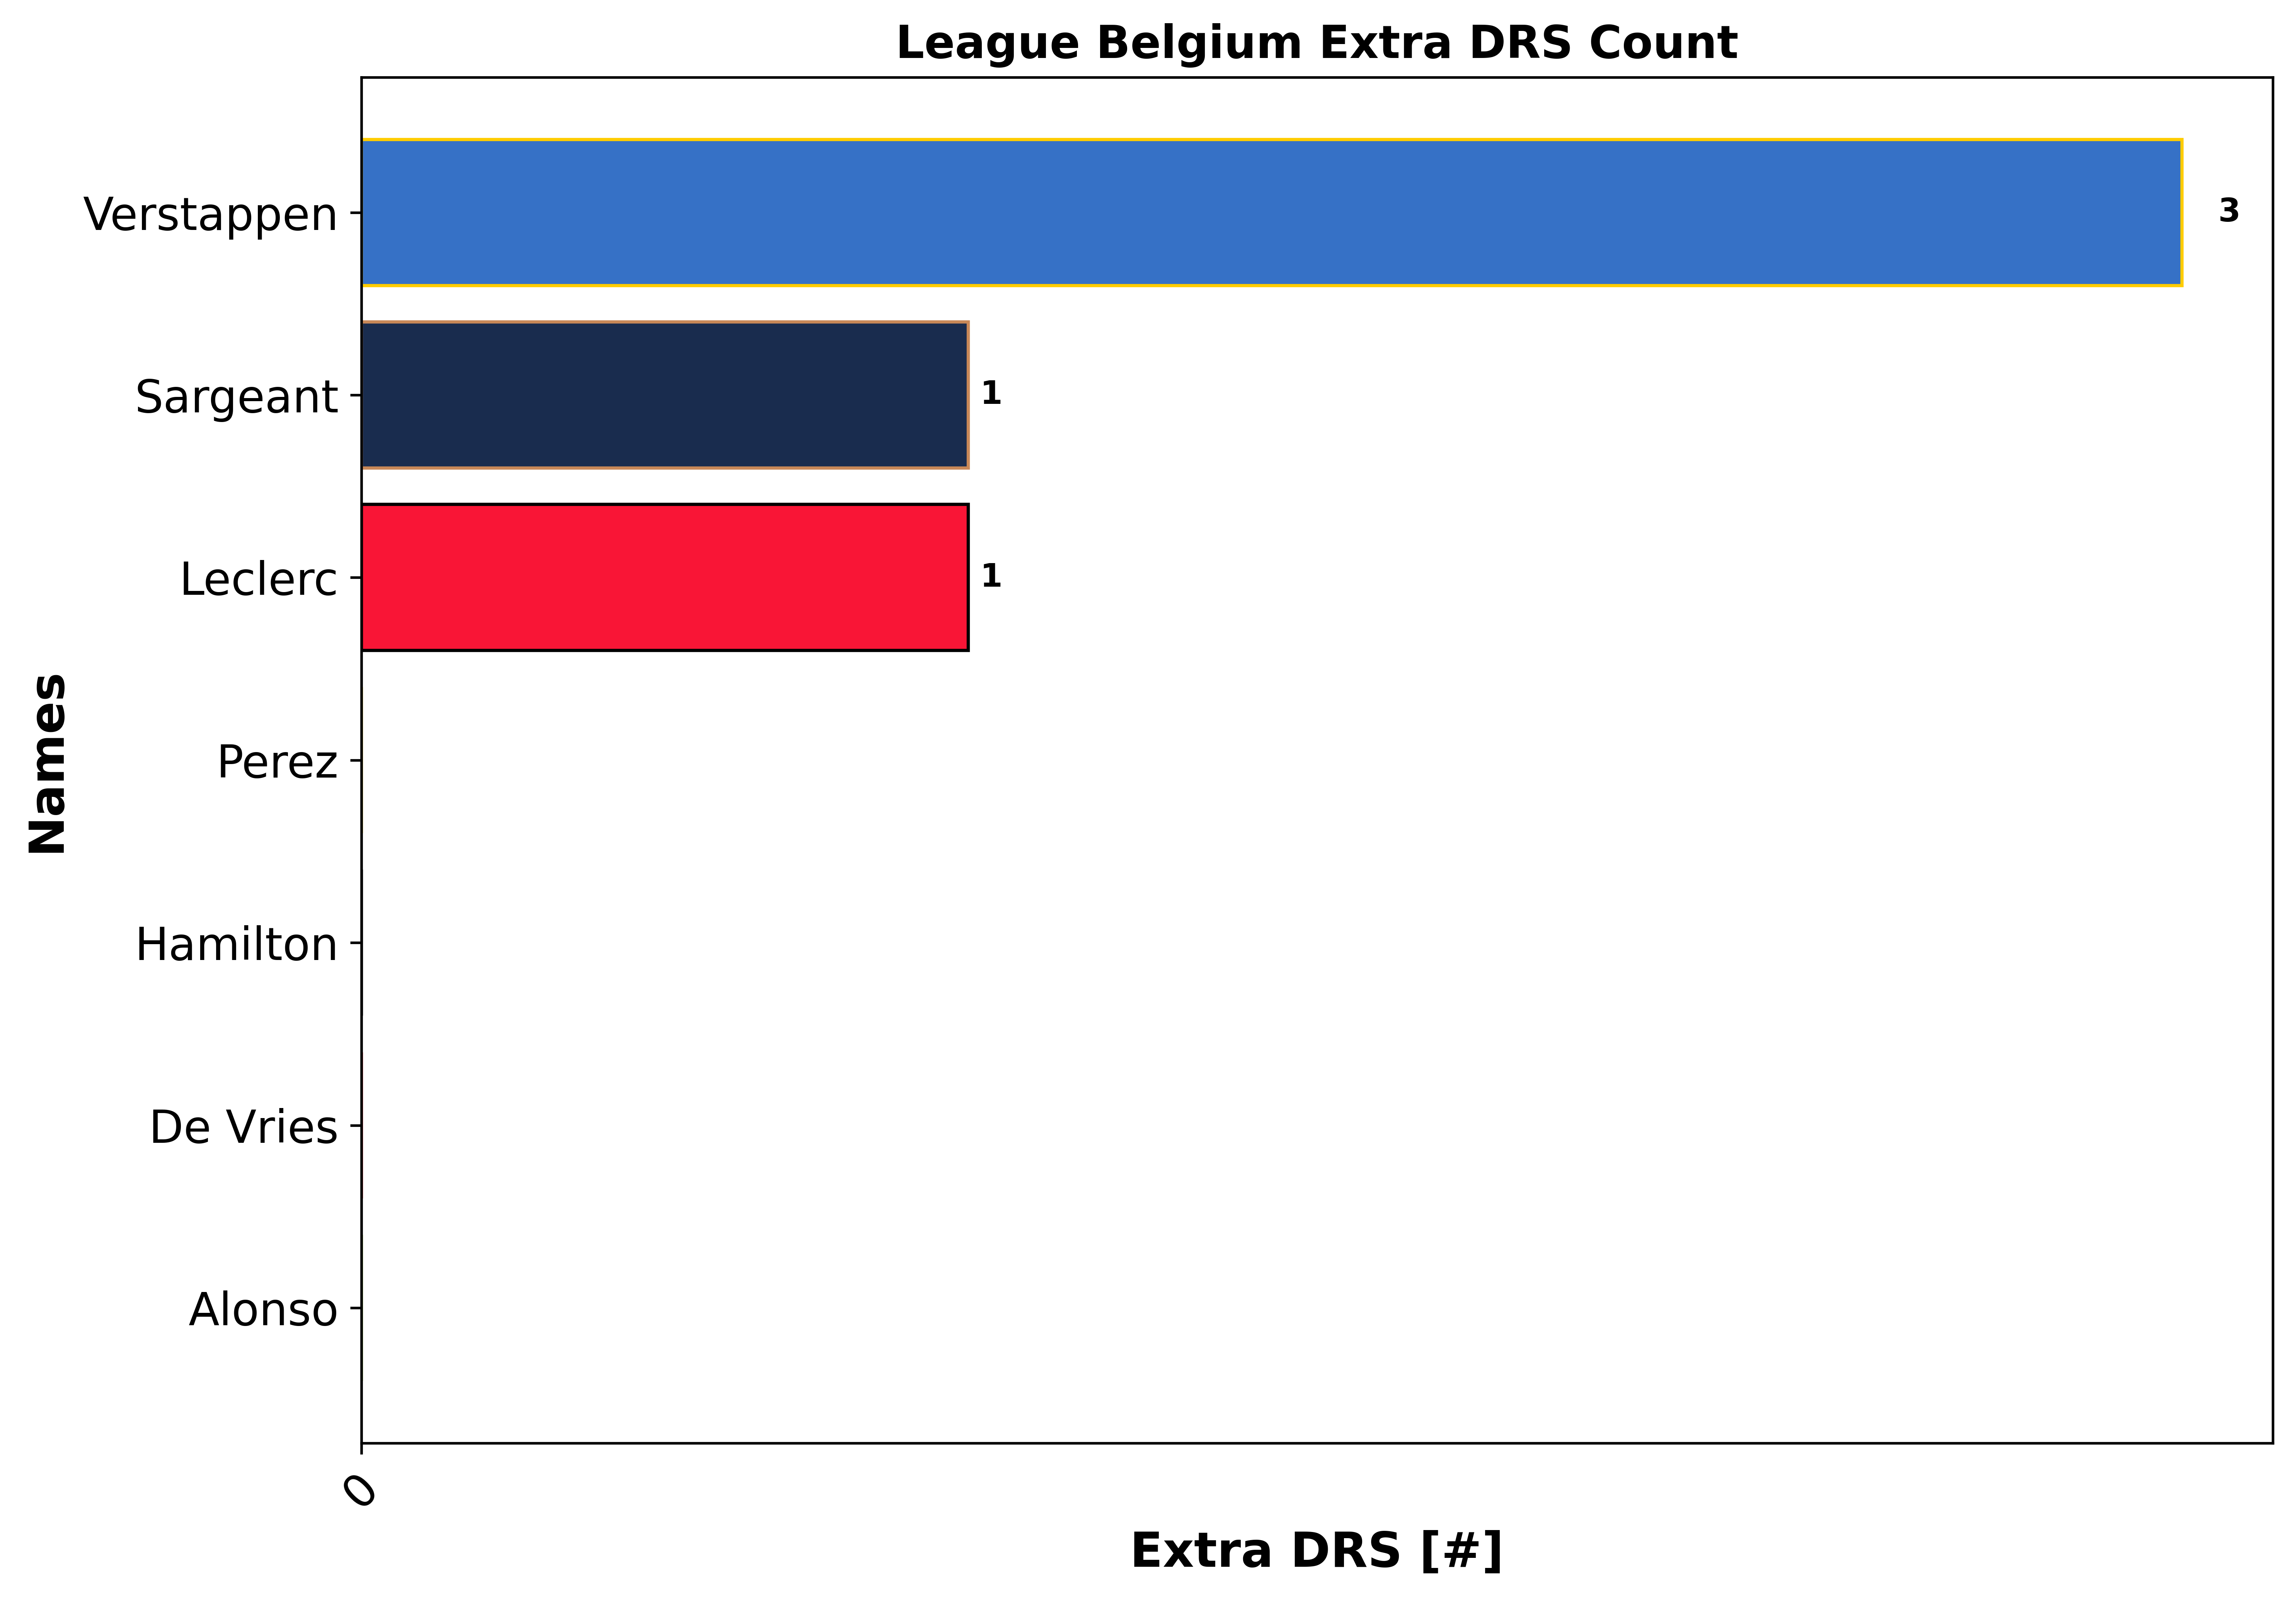 League Belgium Extra DRS Count
Verstappen
3
Sargeant
1
Leclerc
1
Perez
Hamilton
De Vries
Alonso
Names
0
Extra DRS [#]